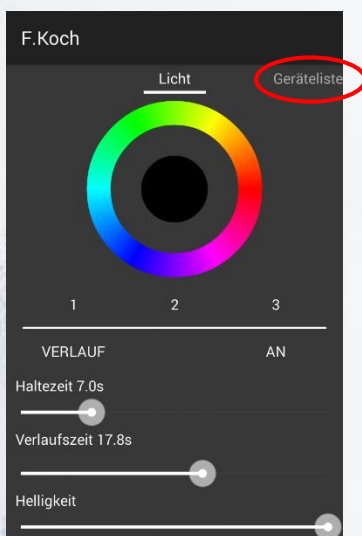 F.Koch
Licht Geräteliste
1 2 3
VERLAUF AN
Haltezeit 7.0s
Verlaufszeit 17.8s
Helligkeit